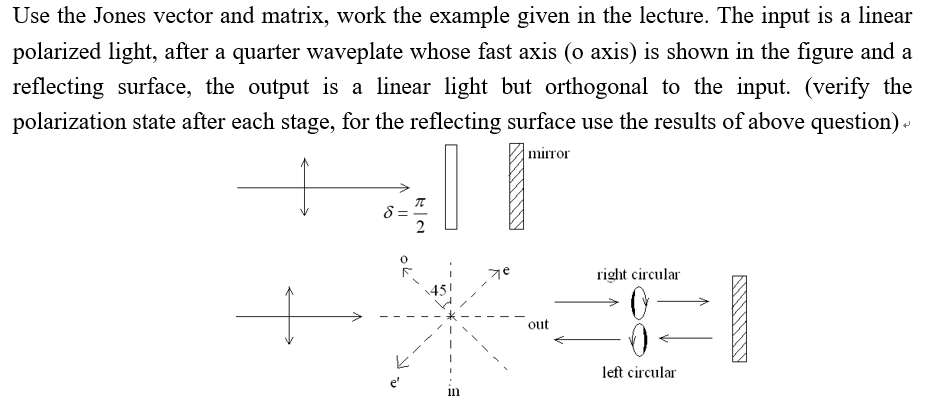 Use the Jones vector and matrix, work the example given in the lecture. The input is a linear
polarized light, after a quarter waveplate whose fast axis (o axis) is shown in the figure and a
reflecting surface, the output is a linear light but orthogonal to the input. (verify the
polarization state after each stage, for the reflecting surface use the results of above question)
mirror
δ = π/2
o
e
45
right circular
out
left circular
e'
in